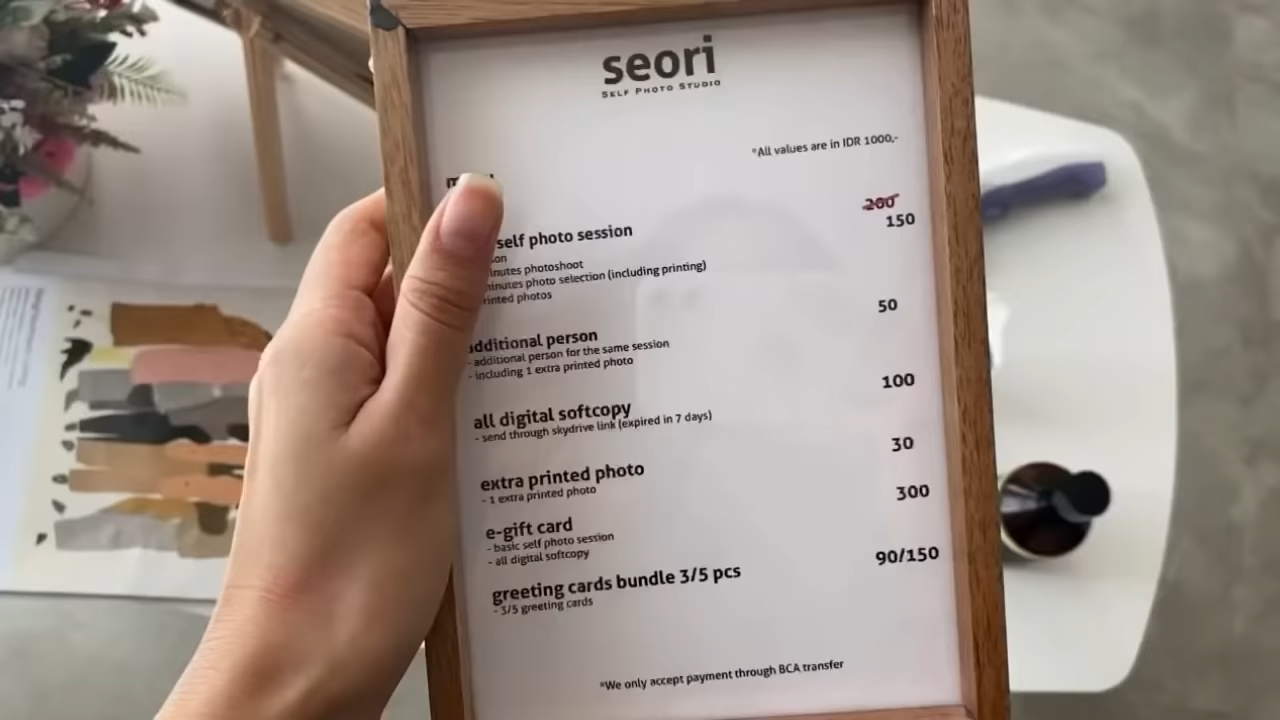 seori
Self Photo Studio
*All values are in IDR 1000,-
200
self photo session
150
photoshoot
photo selection (including printing)
photos
additional person
50
- additional person for the same session
- including 1 extra printed photo
all digital softcopy
100
- send through skydrive link (expired in 7 days)
extra printed photo
30
- 1 extra printed photo
e-gift card
300
- basic self photo session
- all digital softcopy
greeting cards bundle 3/5 pcs
90/150
- 3/5 greeting cards
*We only accept payment through BCA transfer